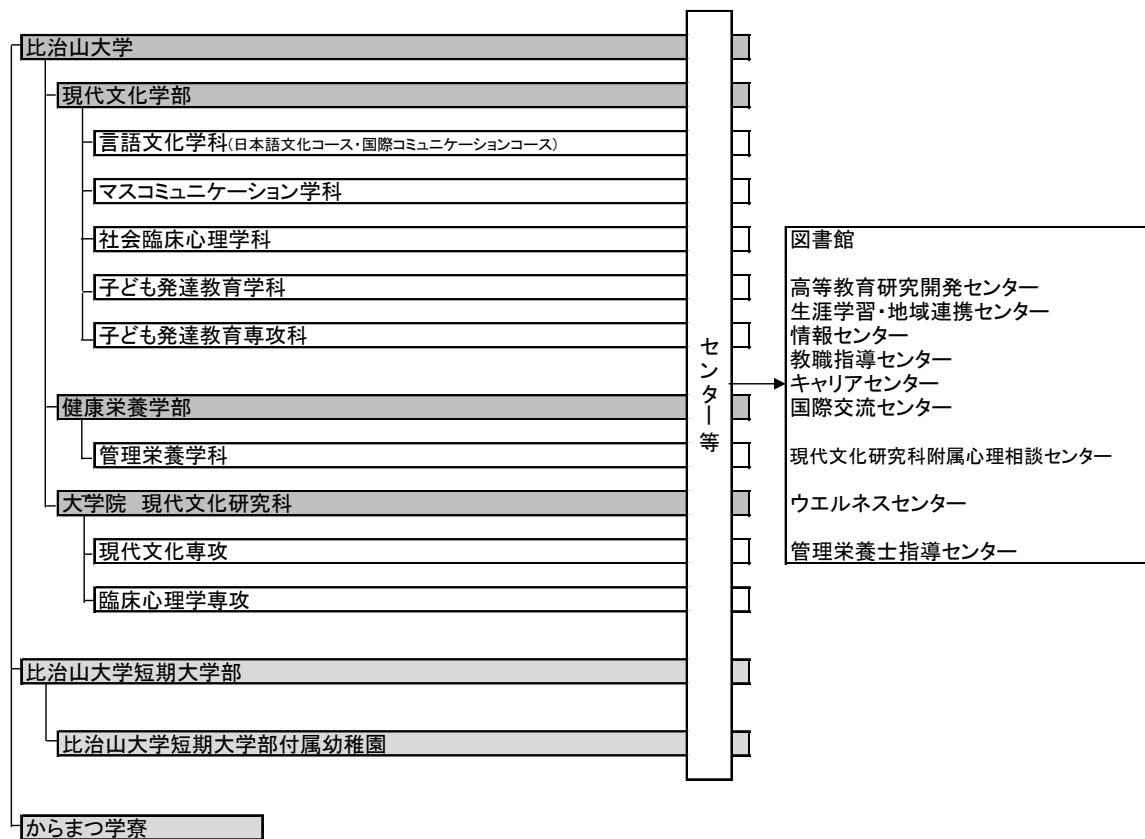 比治山大学
現代文化学部
言語文化学科(日本語文化コース・国際コミュニケーションコース)
マスコミュニケーション学科
社会臨床心理学科
子ども発達教育学科
子ども発達教育専攻科
健康栄養学部
管理栄養学科
大学院 現代文化研究科
現代文化専攻
臨床心理学専攻
比治山大学短期大学部
比治山大学短期大学部付属幼稚園
からまつ学寮
センター等
図書館
高等教育研究開発センター
生涯学習・地域連携センター
情報センター
教職指導センター
キャリアセンター
国際交流センター
現代文化研究科附属心理相談センター
ウエルネスセンター
管理栄養士指導センター